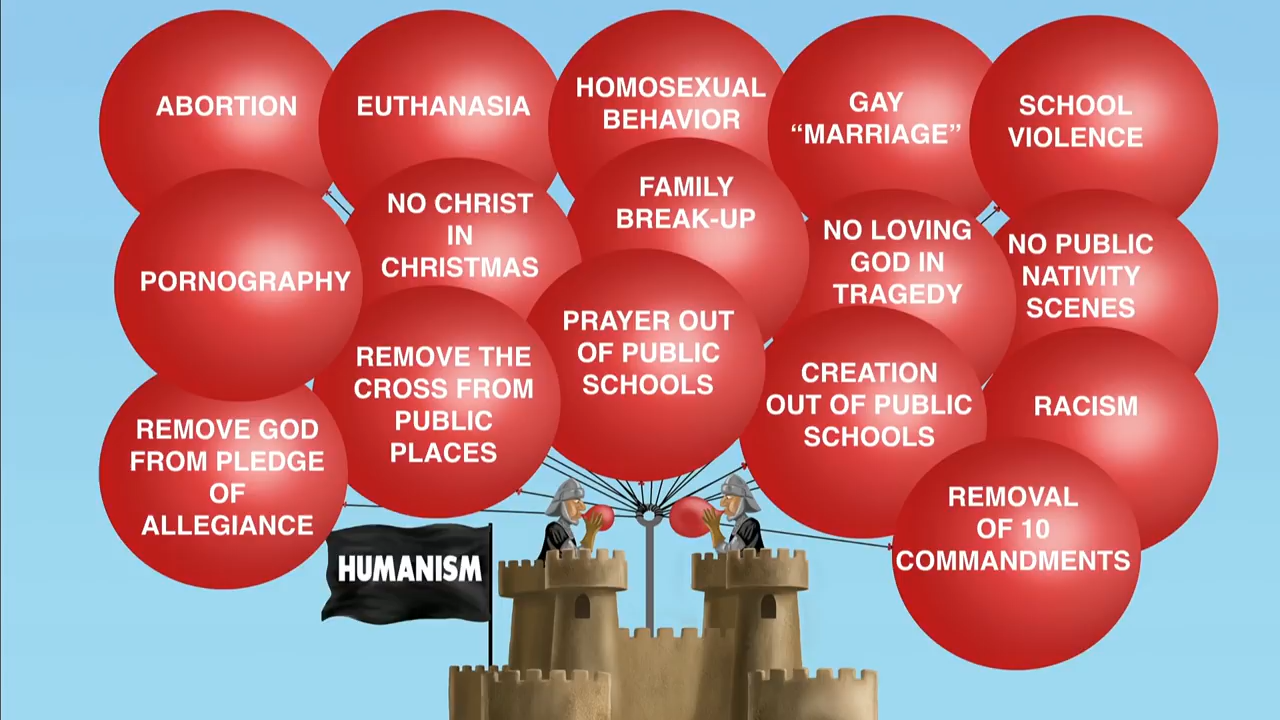 ABORTION
EUTHANASIA
HOMOSEXUAL
BEHAVIOR
GAY
“MARRIAGE”
SCHOOL
VIOLENCE
PORNOGRAPHY
NO CHRIST
IN
CHRISTMAS
FAMILY
BREAK-UP
NO LOVING
GOD IN
TRAGEDY
NO PUBLIC
NATIVITY
SCENES
REMOVE GOD
FROM PLEDGE
OF
ALLEGIANCE
REMOVE THE
CROSS FROM
PUBLIC
PLACES
PRAYER OUT
OF PUBLIC
SCHOOLS
CREATION
OUT OF PUBLIC
SCHOOLS
RACISM
REMOVAL
OF 10
COMMANDMENTS
HUMANISM